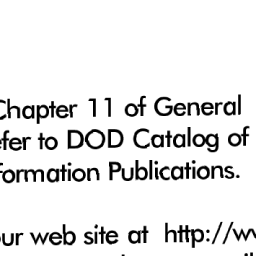 Chapter 11 of General
efer to DOD Catalog of
formation Publications.
our web site at http://w